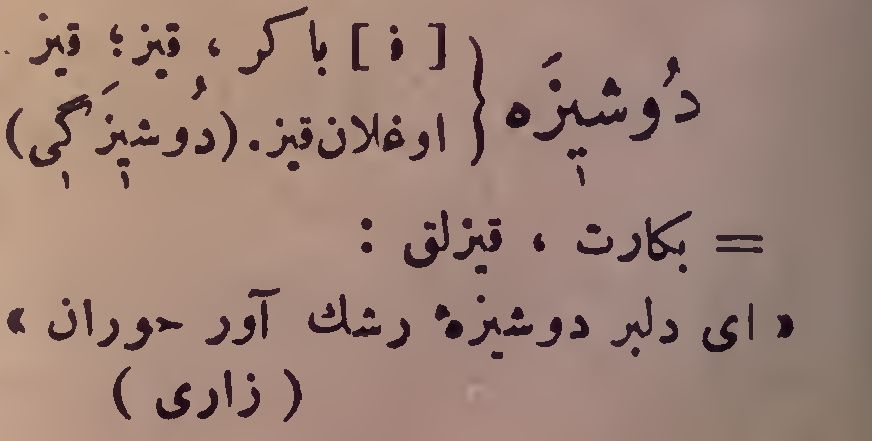 دُوشیزَه { [ ف ] باکر ، قیز ؛ قیز
اوغلان قیز . (دُوشیزَگی)
= بکارت ، قیزلق :
« ای دلبر دوشیزهٔ رشك آور حوران »
( زاری )